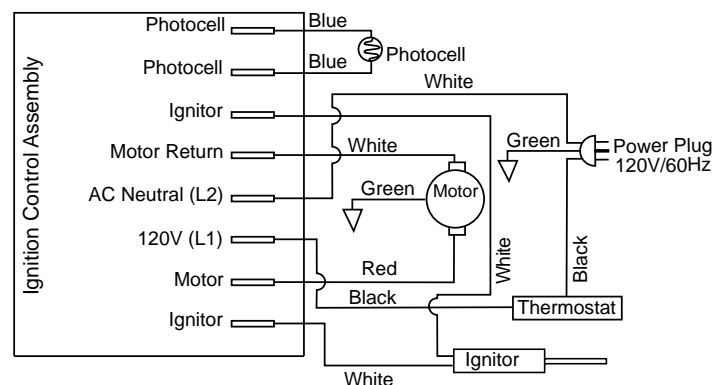 Ignition Control Assembly
Photocell
Blue
Photocell
Blue
Photocell
Ignitor
White
Motor Return
White
Green
Power Plug
120V/60Hz
AC Neutral (L2)
Green
Motor
120V (L1)
White
Black
Motor
Red
Black
Thermostat
Ignitor
White
Ignitor